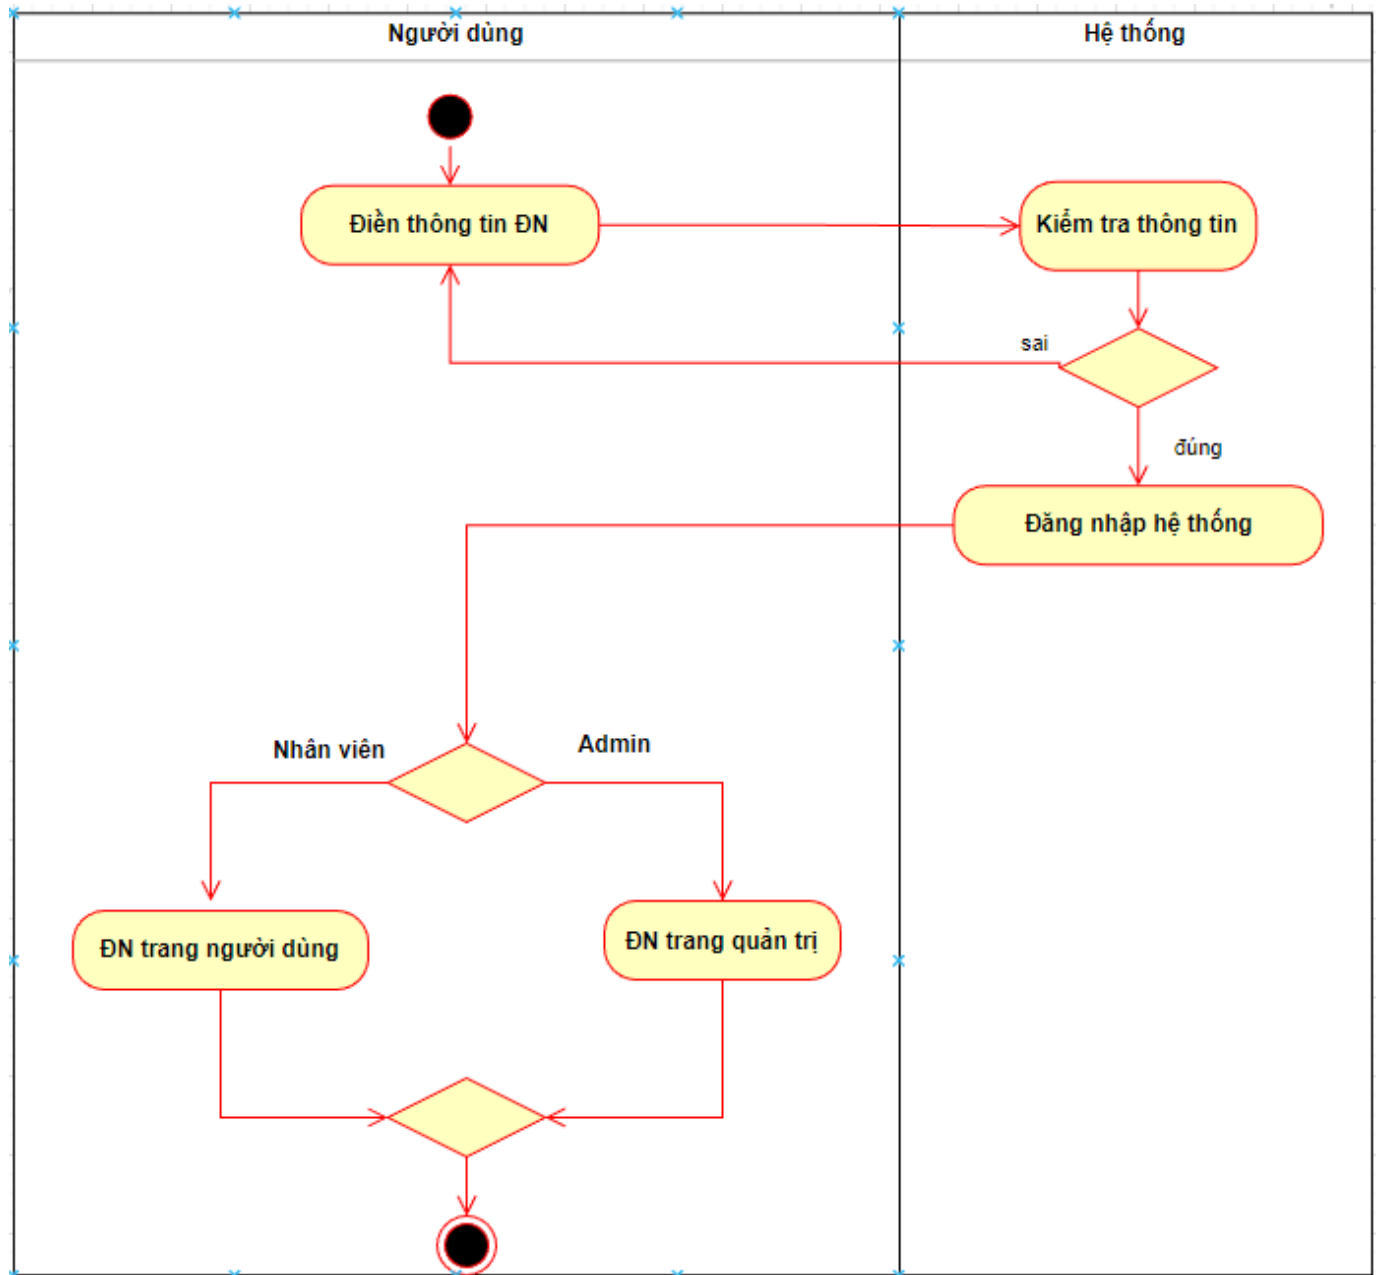 Người dùng
Hệ thống
Điền thông tin ĐN
Kiểm tra thông tin
sai
đúng
Đăng nhập hệ thống
Nhân viên
Admin
ĐN trang người dùng
ĐN trang quản trị